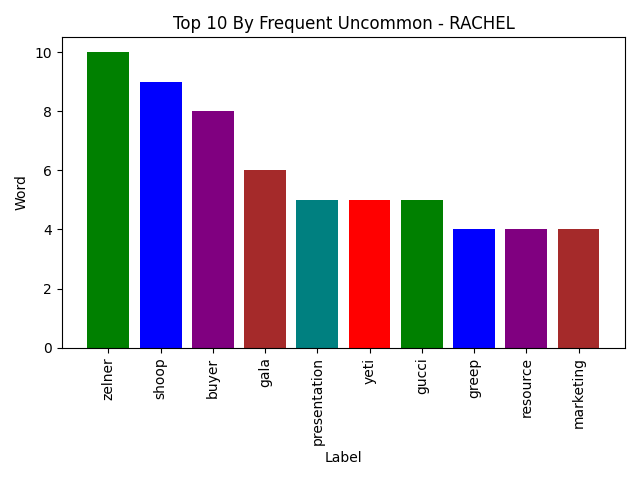 Top 10 By Frequent Uncommon - RACHEL
10
8
6
4
2
0
Word
zelner
shoop
buyer
gala
presentation
yeti
gucci
greep
resource
marketing
Label